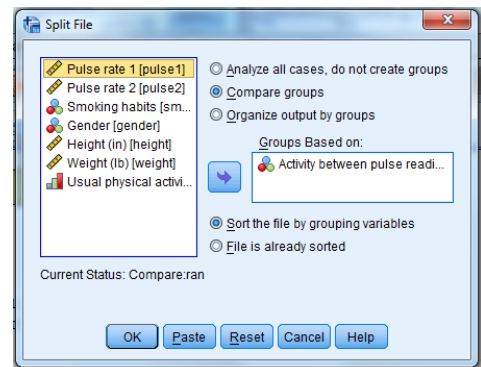 Split File
Pulse rate 1 [pulse1]
Pulse rate 2 [pulse2]
Smoking habits [sm...
Gender [gender]
Height (in) [height]
Weight (lb) [weight]
Usual physical activi...
Analyze all cases, do not create groups
Compare groups
Organize output by groups
Groups Based on:
Activity between pulse readi...
Sort the file by grouping variables
File is already sorted
Current Status: Compare:ran
OK Paste Reset Cancel Help